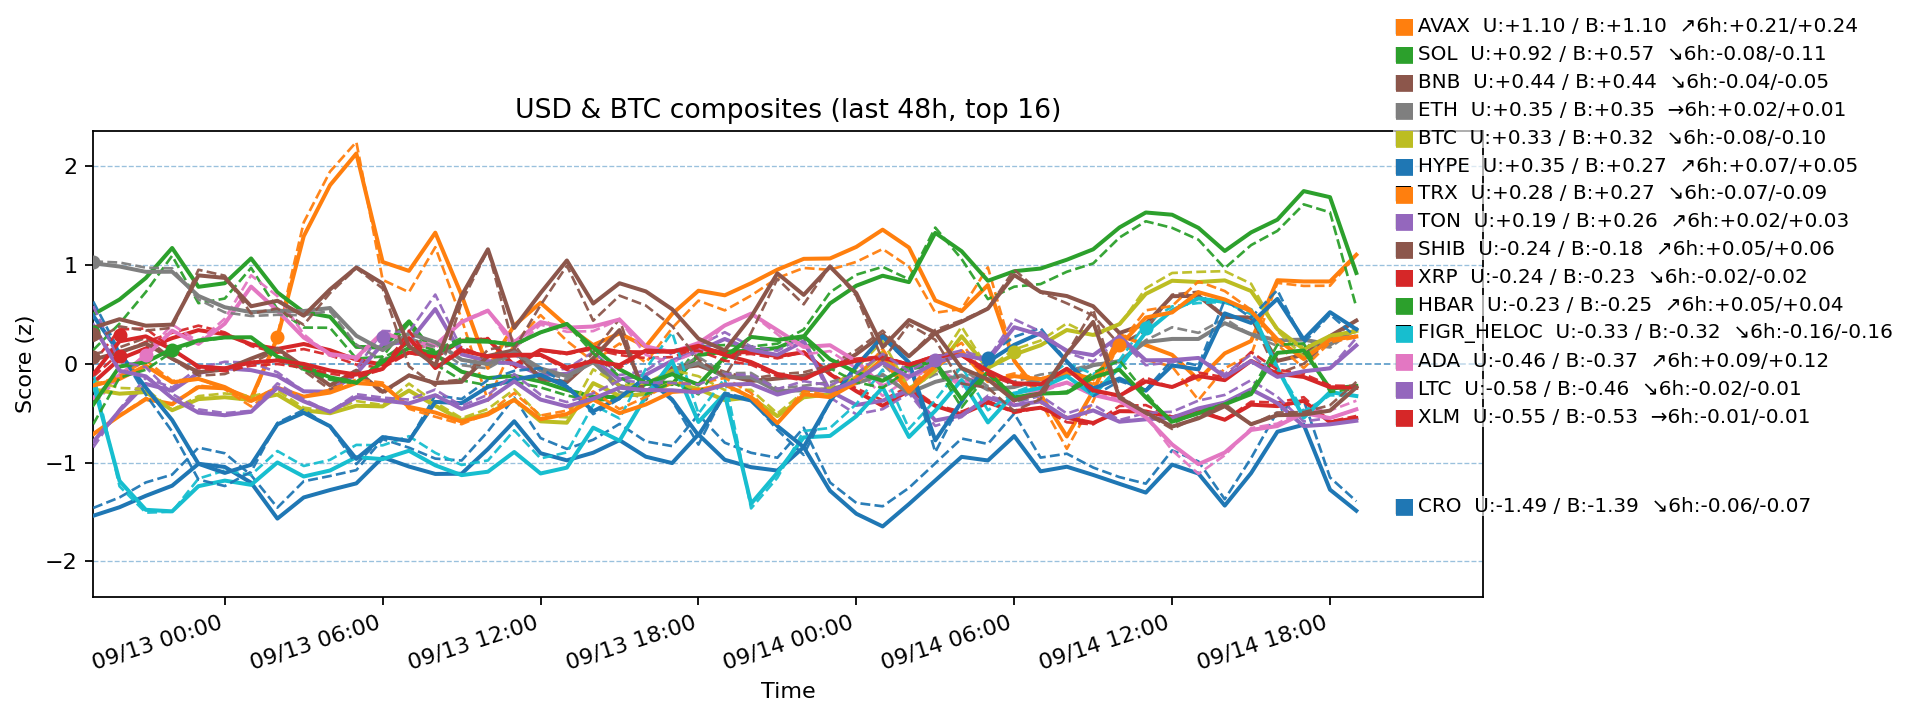 AVAX  U:+1.10 / B:+1.10  ↗6h:+0.21/+0.24
SOL  U:+0.92 / B:+0.57  ↘6h:-0.08/-0.11
BNB  U:+0.44 / B:+0.44  ↘6h:-0.04/-0.05
ETH  U:+0.35 / B:+0.35  →6h:+0.02/+0.01
BTC  U:+0.33 / B:+0.32  ↘6h:-0.08/-0.10
HYPE  U:+0.35 / B:+0.27  ↗6h:+0.07/+0.05
TRX  U:+0.28 / B:+0.27  ↘6h:-0.07/-0.09
TON  U:+0.19 / B:+0.26  ↗6h:+0.02/+0.03
SHIB  U:-0.24 / B:-0.18  ↗6h:+0.05/+0.06
XRP  U:-0.24 / B:-0.23  ↘6h:-0.02/-0.02
HBAR  U:-0.23 / B:-0.25  ↗6h:+0.05/+0.04
FIGR_HELOC  U:-0.33 / B:-0.32  ↘6h:-0.16/-0.16
ADA  U:-0.46 / B:-0.37  ↗6h:+0.09/+0.12
LTC  U:-0.58 / B:-0.46  ↘6h:-0.02/-0.01
XLM  U:-0.55 / B:-0.53  →6h:-0.01/-0.01
CRO  U:-1.49 / B:-1.39  ↘6h:-0.06/-0.07
USD & BTC composites (last 48h, top 16)
Score (z)
2
1
0
−1
−2
09/13 00:00
09/13 06:00
09/13 12:00
09/13 18:00
09/14 00:00
09/14 06:00
09/14 12:00
09/14 18:00
Time